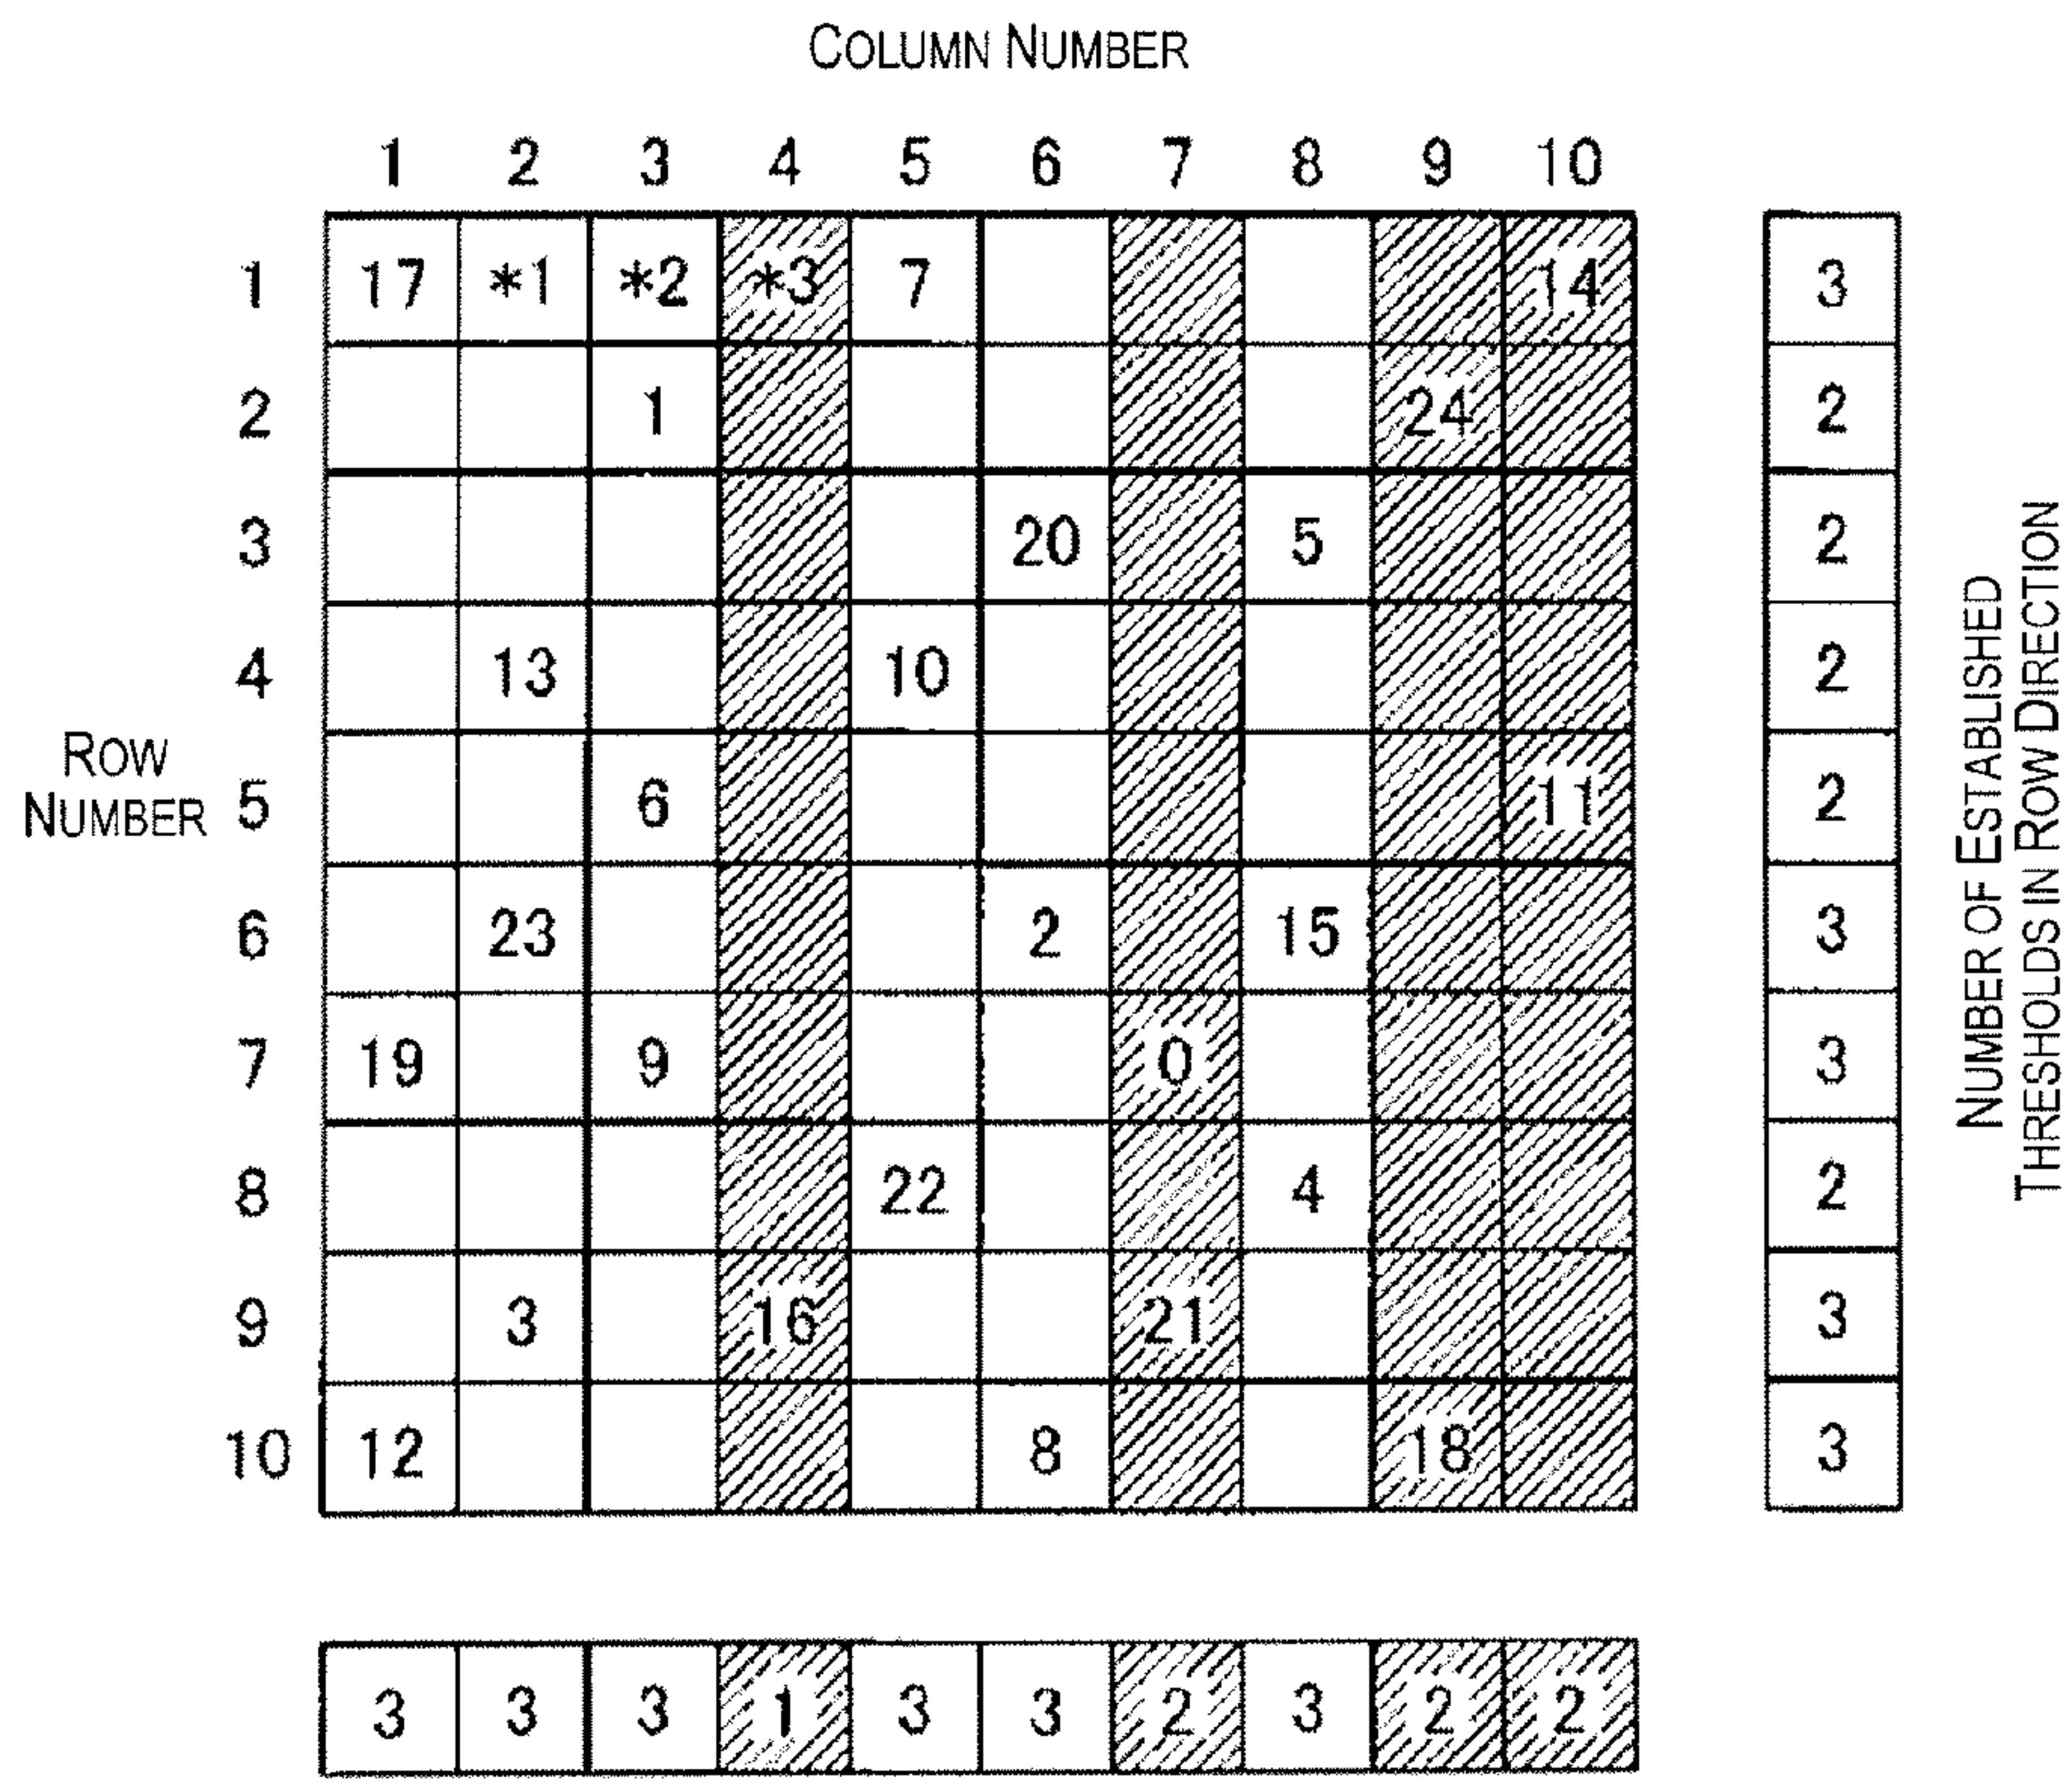 COLUMN NUMBER
1 2 3 4 5 6 7 8 9 10
1 17 *1 *2 *3 7 14 3
2 1 24 2
3 20 5 2
4 13 10 2
ROW
NUMBER
5 6 11 2
6 23 2 15 3
7 19 9 0 3
8 22 4 2
9 3 16 21 3
10 12 8 18 3
NUMBER OF ESTABLISHED
THRESHOLDS IN ROW DIRECTION
3 3 3 1 3 3 2 3 2 2